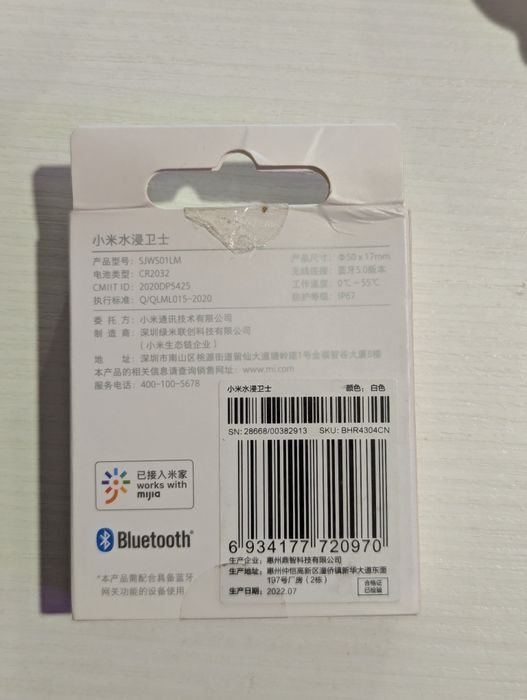 小米水浸卫士
产品型号: SJWS01LM
产品尺寸: Φ50 x 17mm
电池类型: CR2032
无线连接: 蓝牙5.0版本
CMIIT ID: 2020DP5425
工作温度: 0℃ ~ 55℃
执行标准: Q/QLML015-2020
防护等级: IP67
委 托 方: 小米通讯技术有限公司
制 造 商: 深圳绿米联创科技有限公司
(小米生态链企业)
地 址: 深圳市南山区桃源街道留仙大道塘岭路1号金骐智谷大厦8楼
本产品的相关信息请查询销售网址: www.mi.com
服务电话: 400-100-5678
小米水浸卫士 颜色: 白色
SN: 28668/00382913 SKU: BHR4304CN
已接入米家
works with
mijia
Bluetooth®
*本产品需配合具备蓝牙
网关功能的设备使用
6 934177 720970
生产企业: 惠州鼎智科技有限公司
生产地址: 惠州仲恺高新区潼侨镇新华大道东面
197号厂房 (2栋)
生产日期: 2022.07
合格证
已检验